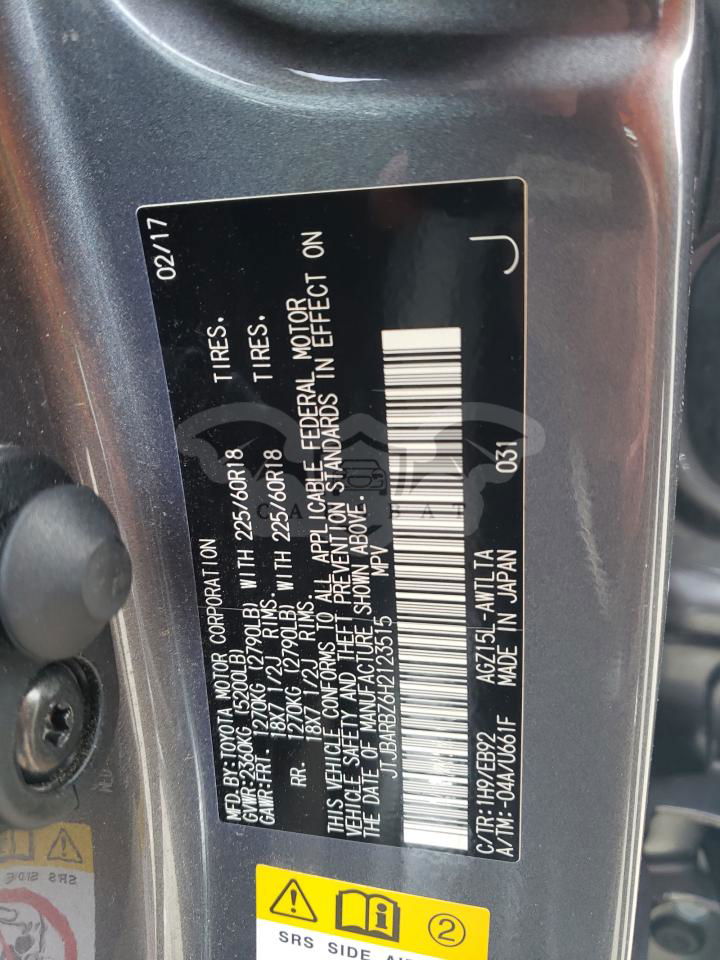 02/17
MFD.BY:TOYOTA MOTOR CORPORATION
GVWR:2360KG (5200LB)
GAWR:FRT. 1270KG (2790LB) WITH 225/60R18 TIRES.
18X7 1/2J RIMS.
RR. 1270KG (2790LB) WITH 225/60R18 TIRES.
18X7 1/2J RIMS
THIS VEHICLE CONFORMS TO ALL APPLICABLE FEDERAL MOTOR
VEHICLE SAFETY AND THEFT PREVENTION STANDARDS IN EFFECT ON
THE DATE OF MANUFACTURE SHOWN ABOVE.
JTJBARBZ6H2123515 MPV
C/TR:1H9/EB92 AGZ15L-AWTLTA 031
A/TM:-04A/U661F MADE IN JAPAN
J
2
SRS SIDE
SRS SIDE